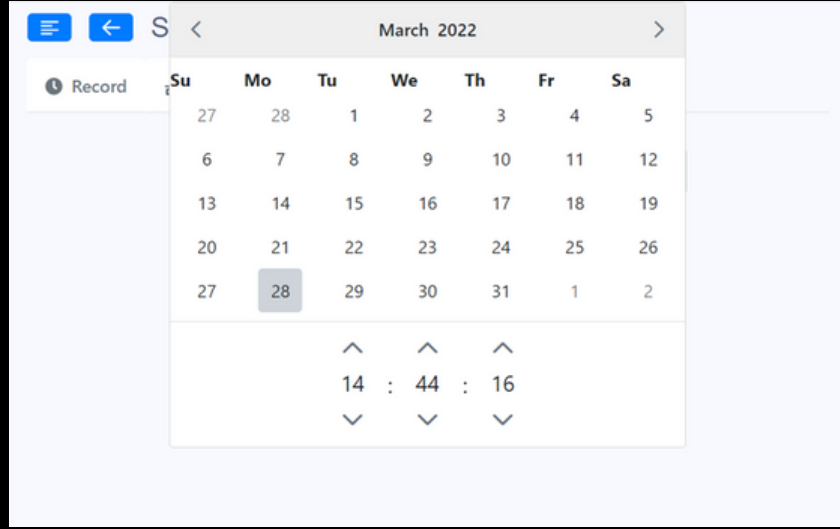 S
March 2022
Record
Su Mo Tu We Th Fr Sa
27 28 1 2 3 4 5
6 7 8 9 10 11 12
13 14 15 16 17 18 19
20 21 22 23 24 25 26
27 28 29 30 31 1 2
14 : 44 : 16